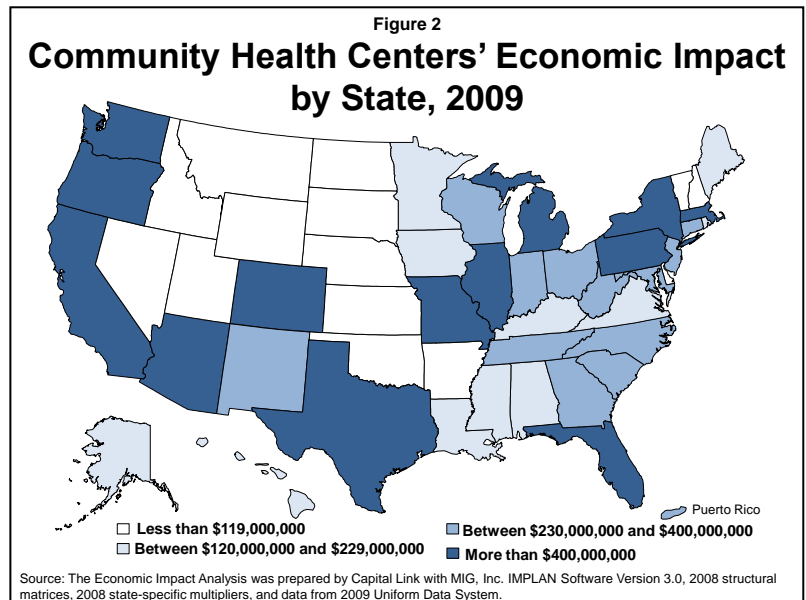 Figure 2
Community Health Centers’ Economic Impact
by State, 2009
Puerto Rico
Less than $119,000,000
Between $120,000,000 and $229,000,000
Between $230,000,000 and $400,000,000
More than $400,000,000
Source: The Economic Impact Analysis was prepared by Capital Link with MIG, Inc. IMPLAN Software Version 3.0, 2008 structural
matrices, 2008 state-specific multipliers, and data from 2009 Uniform Data System.